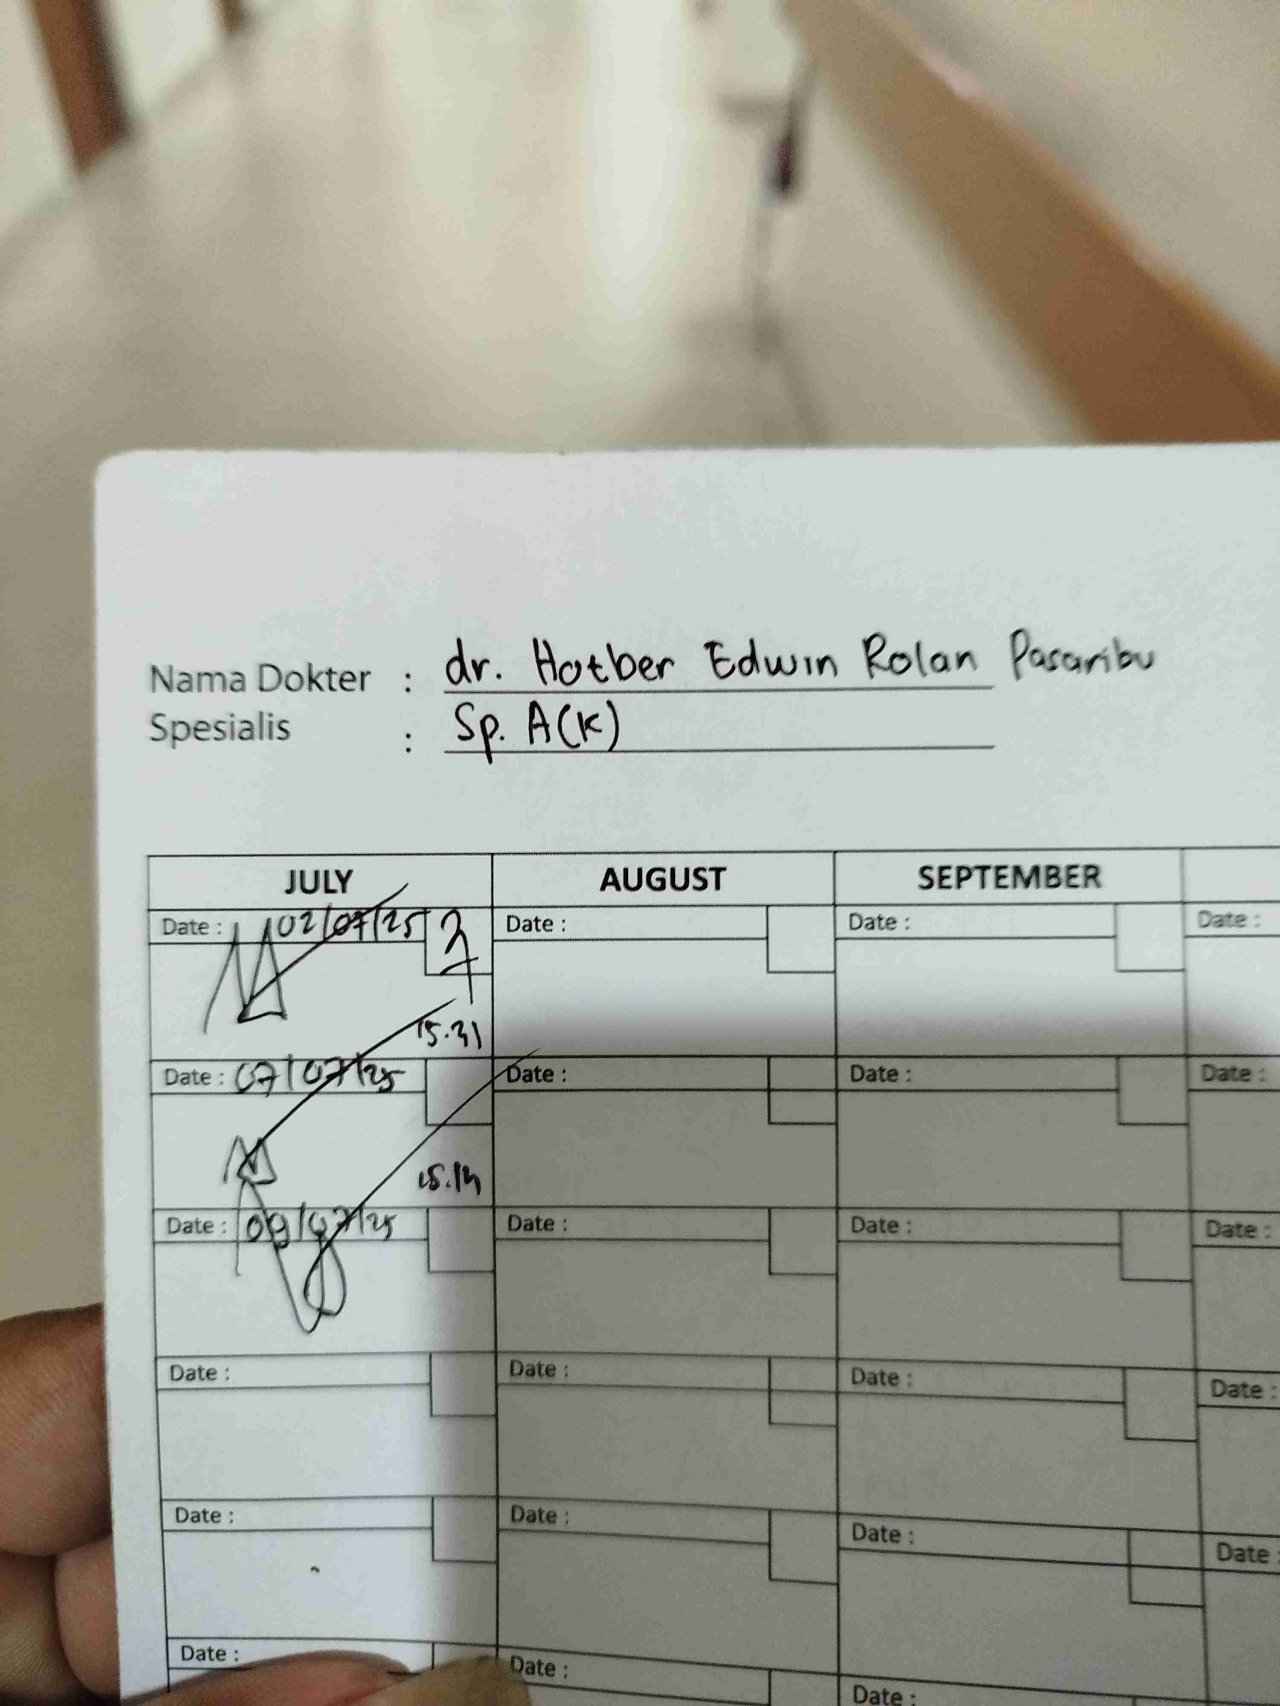 Nama Dokter : dr. Hotber Edwin Rolan Pasaribu
Spesialis : Sp. A(K)
JULY AUGUST SEPTEMBER
Date : 02/07/25 Date : Date : Date :
15.31
Date : 07/07/25 Date : Date : Date :
Date : 09/07/25 Date : Date : Date :
Date : Date : Date : Date :
Date : Date : Date : Date :
Date : Date : Date :